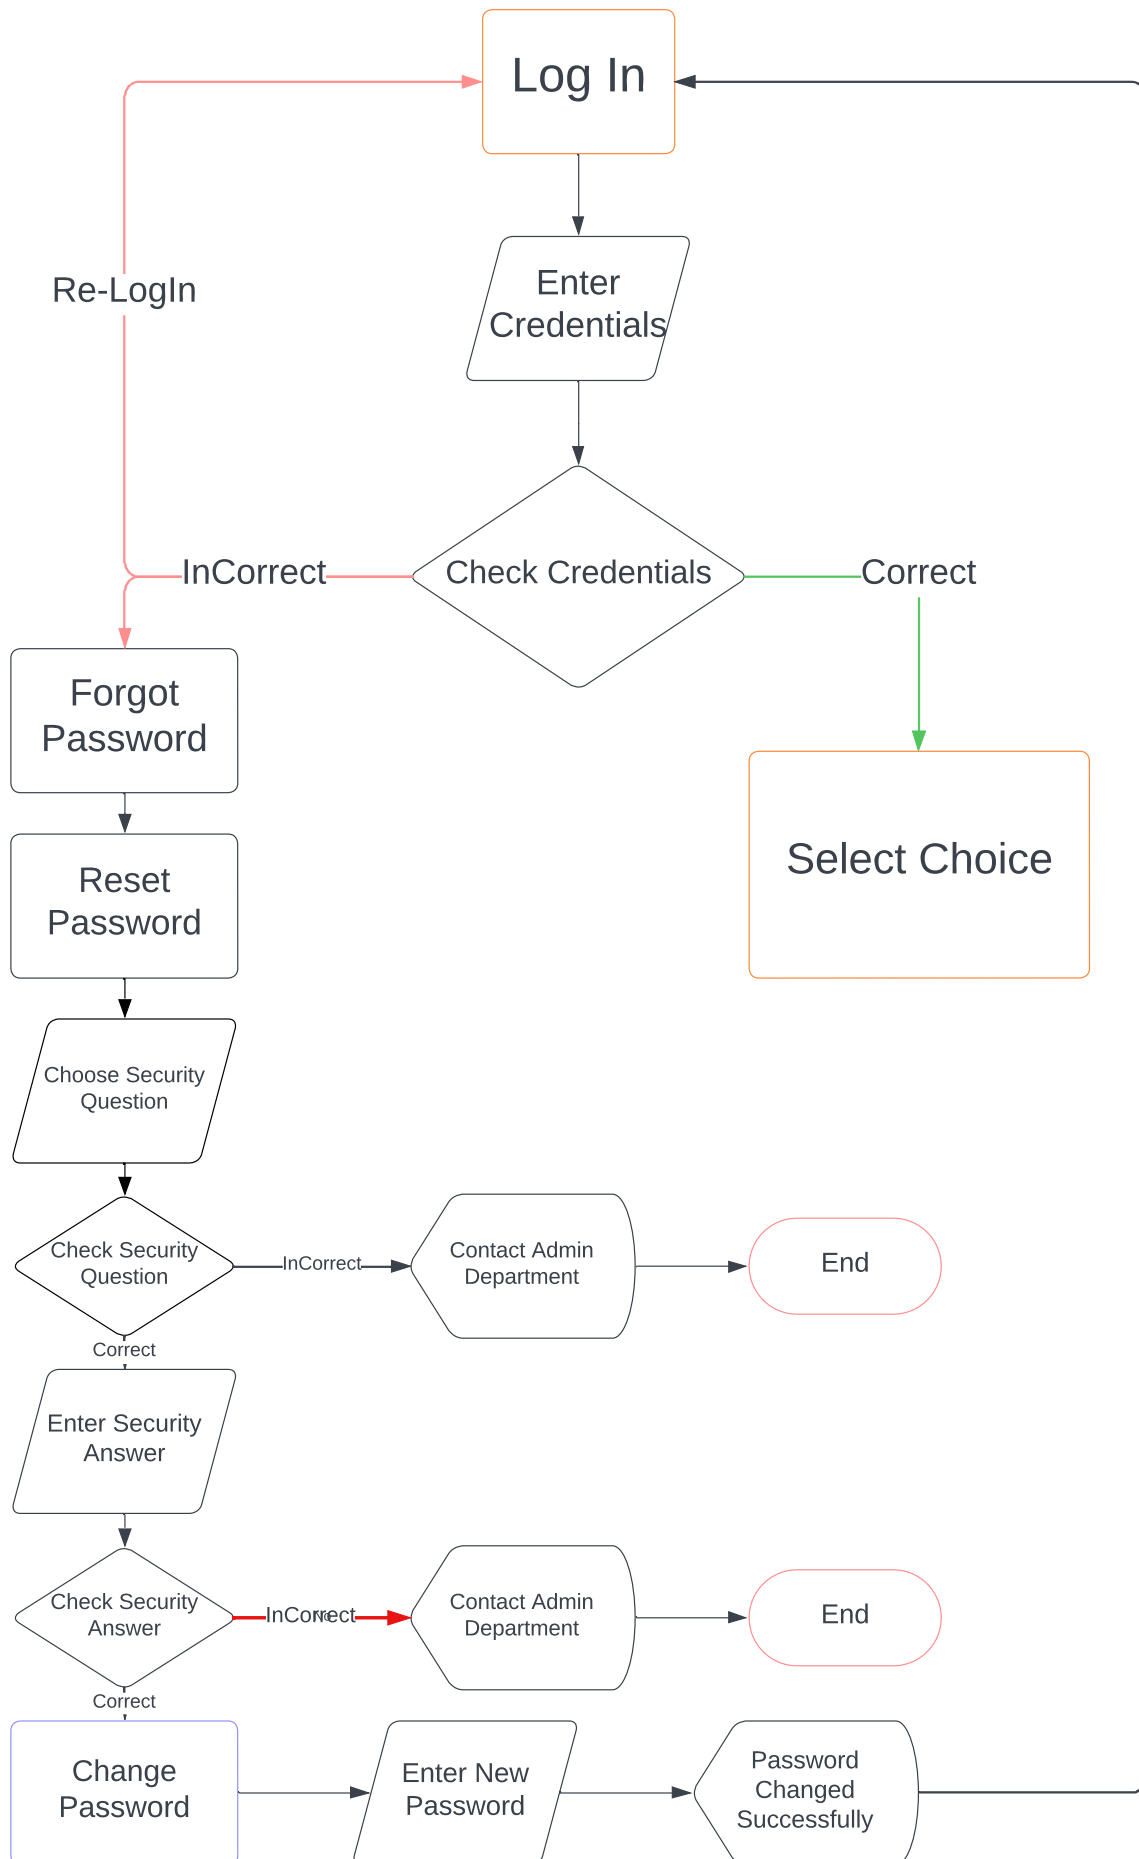 Log In
Re-LogIn
Enter
Credentials
InCorrect
Check Credentials
Correct
Forgot
Password
Select Choice
Reset
Password
Choose Security
Question
Check Security
Question
InCorrect
Contact Admin
Department
End
Correct
Enter Security
Answer
Check Security
Answer
InCorrect
No
Contact Admin
Department
End
Correct
Change
Password
Enter New
Password
Password
Changed
Successfully